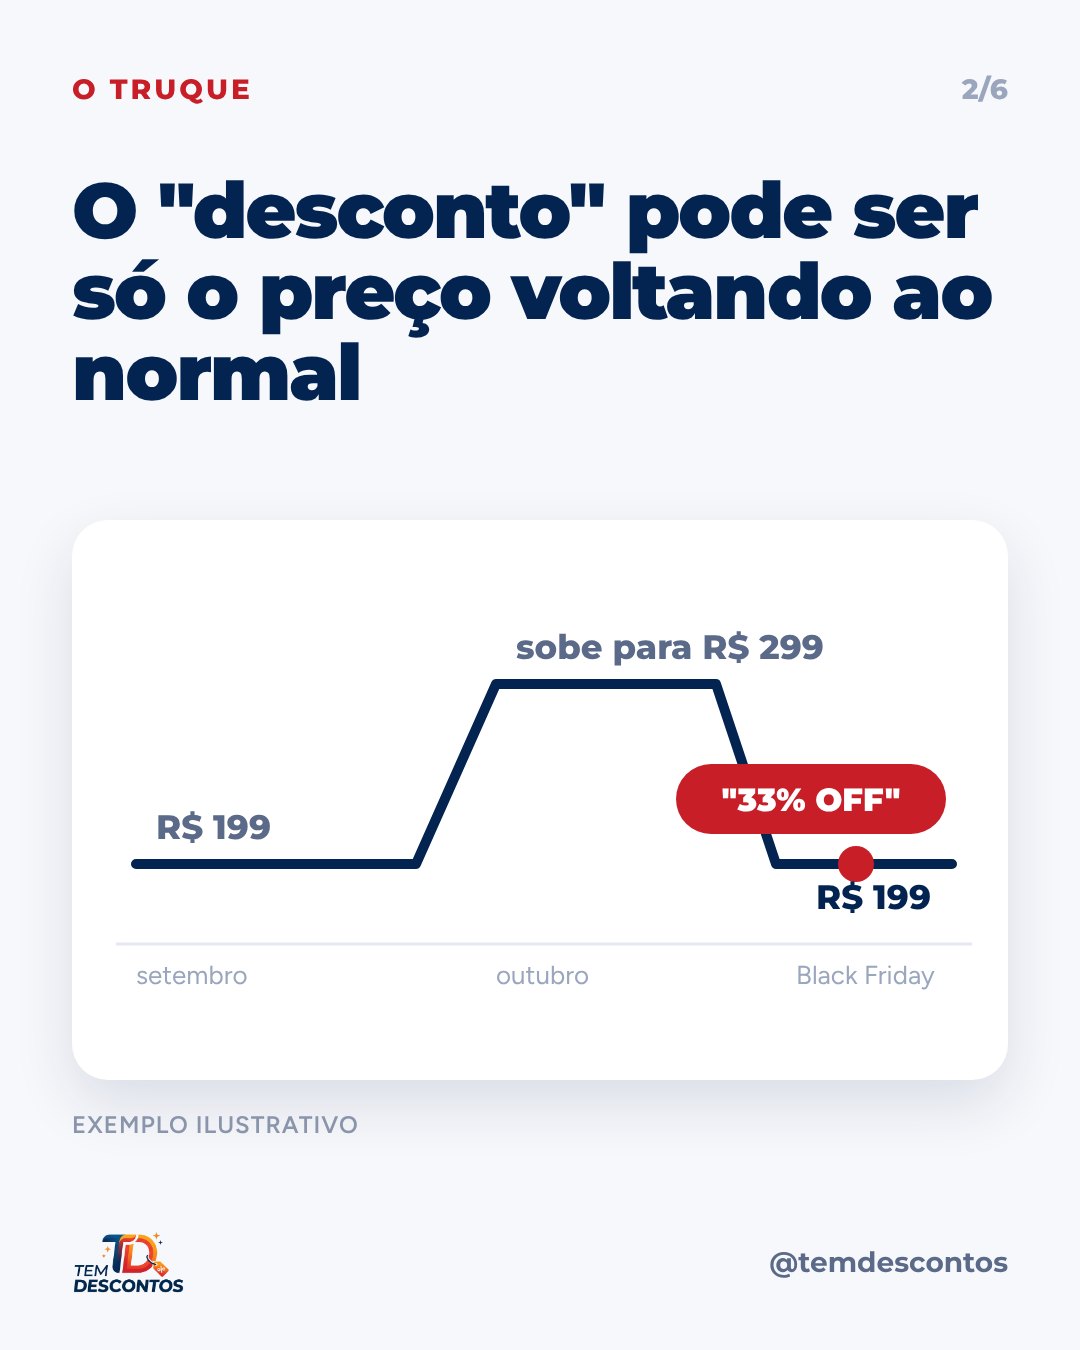 O TRUQUE
2/6
O "desconto" pode ser
só o preço voltando ao
normal
sobe para R$ 299
"33% OFF"
R$ 199
R$ 199
setembro
outubro
Black Friday
EXEMPLO ILUSTRATIVO
TD
TEM
DESCONTOS
@temdescontos